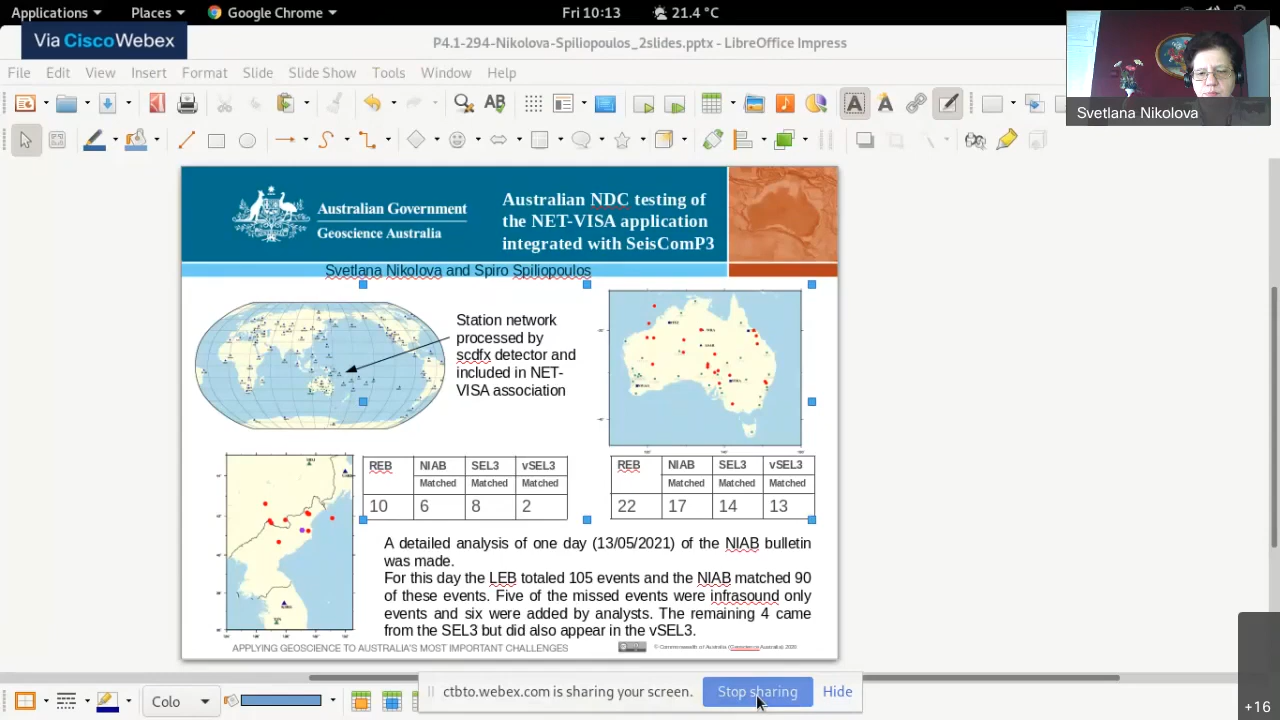 Applications
Places
Google Chrome
Fri 10:13
21.4 °C
Via Cisco Webex
P4.1-294-Nikolova-Spiliopoulos_2slides.pptx - LibreOffice Impress
File Edit View Insert Format Slide Slide Show Tools Window Help
Svetlana Nikolova
Australian Government
Geoscience Australia
Australian NDC testing of
the NET-VISA application
integrated with SeisComP3
Svetlana Nikolova and Spiro Spiliopoulos
Station network
processed by
scdfx detector and
included in NET-
VISA association
REB NIAB SEL3 vSEL3
Matched Matched Matched
10 6 8 2
REB NIAB SEL3 vSEL3
Matched Matched Matched
22 17 14 13
A detailed analysis of one day (13/05/2021) of the NIAB bulletin
was made.
For this day the LEB totaled 105 events and the NIAB matched 90
of these events. Five of the missed events were infrasound only
events and six were added by analysts. The remaining 4 came
from the SEL3 but did also appear in the vSEL3.
APPLYING GEOSCIENCE TO AUSTRALIA'S MOST IMPORTANT CHALLENGES
© Commonwealth of Australia (Geoscience Australia) 2020
ctbto.webex.com is sharing your screen.
Stop sharing
Hide
Colo
+16